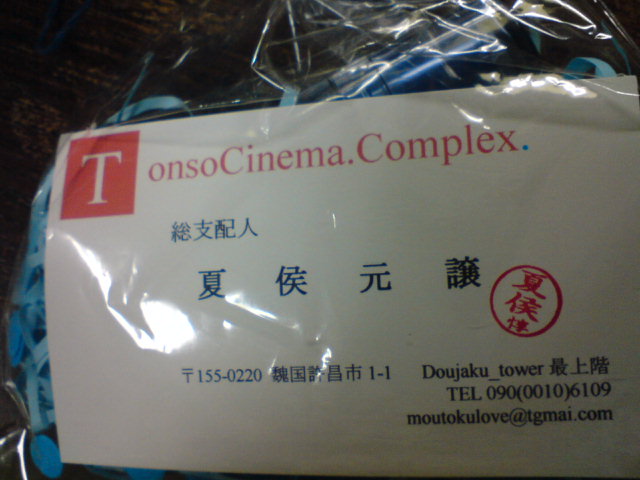 TonsoCinema.Complex.
総支配人
夏侯元譲
夏侯惇
〒155-0220 魏国許昌市1-1 Doujaku_tower 最上階
TEL 090(0010)6109
moutokulove@tgmai.com